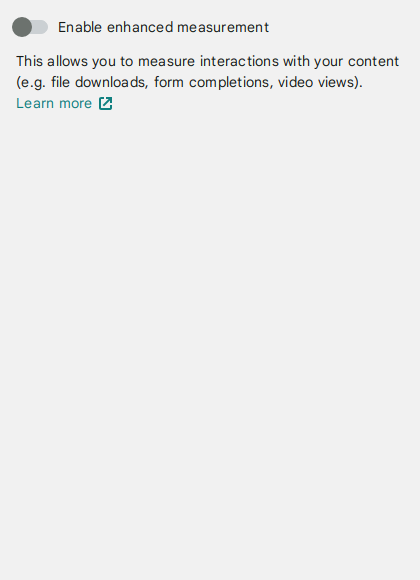 Enable enhanced measurement
This allows you to measure interactions with your content
(e.g. file downloads, form completions, video views).
Learn more